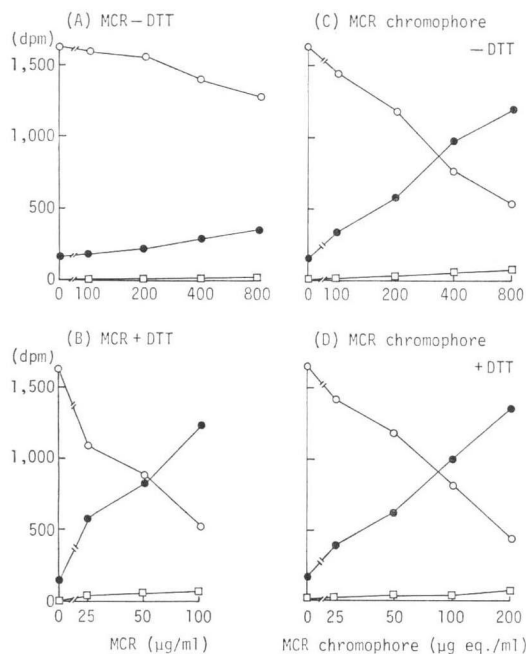 (A) MCR – DTT
(dpm)
1,500
1,000
500
0
0 100 200 400 800
(C) MCR chromophore
– DTT
0 100 200 400 800
(B) MCR + DTT
(dpm)
1,500
1,000
500
0
0 25 50 100
MCR (µg/ml)
(D) MCR chromophore
+ DTT
0 25 50 100 200
MCR chromophore (µg eq./ml)